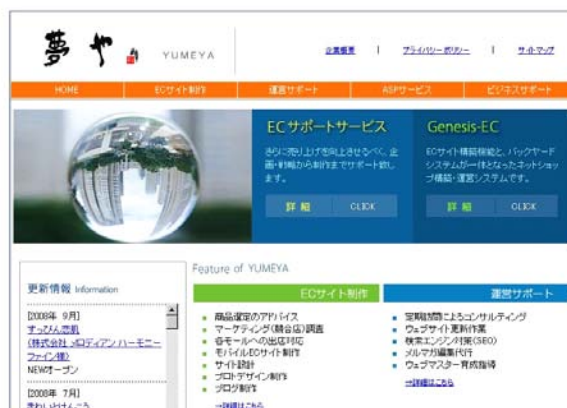 夢や
YUMEYA
企業概要 | プライバシーポリシー | サイトマップ
HOME ECサイト制作 運営サポート ASPサービス ビジネスサポート
ECサポートサービス
さらに売り上げを向上させるべく、企
画・戦略から制作までサポート致し
ます。
詳細 CLICK
Genesis-EC
ECサイト構築機能と、バックヤード
システムが一体となったネットショッ
プ構築・運営システムです。
詳細 CLICK
更新情報 Information
[2008年 9月]
すっぴん恋肌
(株式会社 メロディアン ハーモニー
ファイン様)
NEWオープン
[2008年 7月]
きれいはけんこう
Feature of YUMEYA
ECサイト制作
商品選定のアドバイス
マーケティング(競合店)調査
各モールへの出店対応
モバイルECサイト制作
サイト設計
フロトデザイン制作
ブログ制作
→詳細はこちら
運営サポート
定期訪問によるコンサルティング
ウェブサイト更新作業
検索エンジン対策(SEO)
メルマガ編集代行
ウェブマスター育成指導
→詳細はこちら